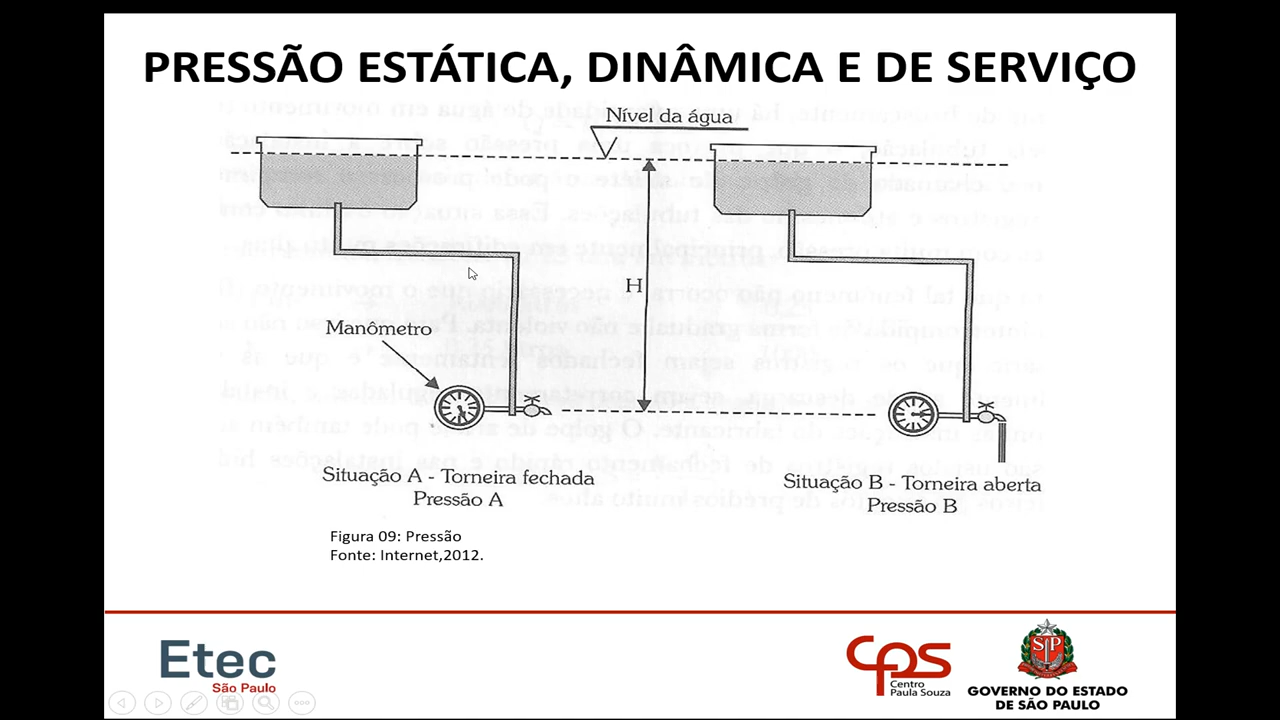 PRESSÃO ESTÁTICA, DINÂMICA E DE SERVIÇO
Nível da água
H
Manômetro
Situação A - Torneira fechada
Pressão A
Situação B - Torneira aberta
Pressão B
Figura 09: Pressão
Fonte: Internet,2012.
Etec
São Paulo
CPS
Centro
Paula Souza
SP
GOVERNO DO ESTADO
DE SÃO PAULO